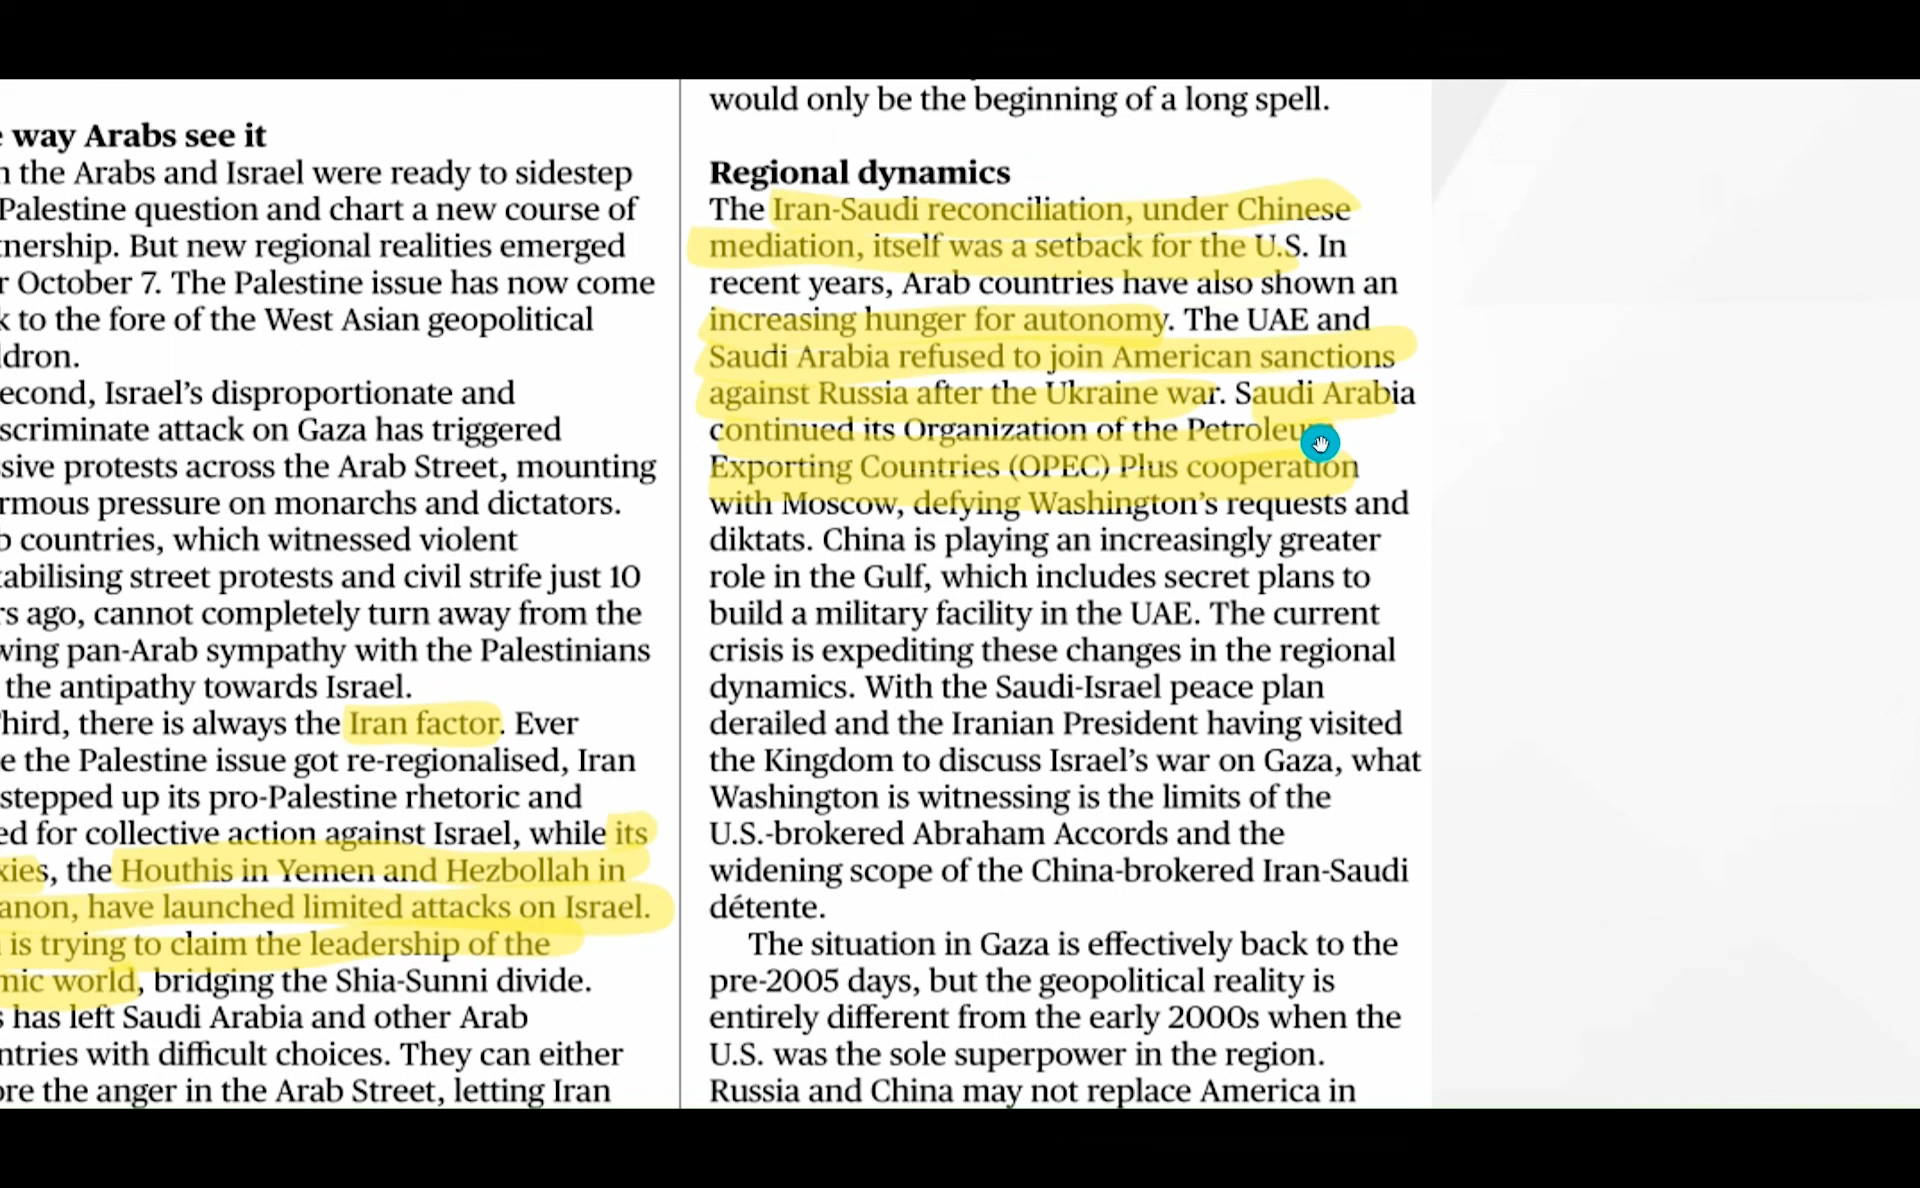 way Arabs see it
the Arabs and Israel were ready to sidestep
Palestine question and chart a new course of
nership. But new regional realities emerged
October 7. The Palestine issue has now come
to the fore of the West Asian geopolitical
ldron.
econd, Israel's disproportionate and
scriminate attack on Gaza has triggered
ssive protests across the Arab Street, mounting
rmous pressure on monarchs and dictators.
countries, which witnessed violent
tabilising street protests and civil strife just 10
rs ago, cannot completely turn away from the
wing pan-Arab sympathy with the Palestinians
the antipathy towards Israel.
Third, there is always the Iran factor. Ever
e the Palestine issue got re-regionalised, Iran
stepped up its pro-Palestine rhetoric and
ed for collective action against Israel, while its
xies, the Houthis in Yemen and Hezbollah in
anon, have launched limited attacks on Israel.
is trying to claim the leadership of the
mic world, bridging the Shia-Sunni divide.
s has left Saudi Arabia and other Arab
ntries with difficult choices. They can either
ore the anger in the Arab Street, letting Iran
would only be the beginning of a long spell.
Regional dynamics
The Iran-Saudi reconciliation, under Chinese
mediation, itself was a setback for the U.S. In
recent years, Arab countries have also shown an
increasing hunger for autonomy. The UAE and
Saudi Arabia refused to join American sanctions
against Russia after the Ukraine war. Saudi Arabia
continued its Organization of the Petroleu
Exporting Countries (OPEC) Plus cooperation
with Moscow, defying Washington's requests and
diktats. China is playing an increasingly greater
role in the Gulf, which includes secret plans to
build a military facility in the UAE. The current
crisis is expediting these changes in the regional
dynamics. With the Saudi-Israel peace plan
derailed and the Iranian President having visited
the Kingdom to discuss Israel's war on Gaza, what
Washington is witnessing is the limits of the
U.S.-brokered Abraham Accords and the
widening scope of the China-brokered Iran-Saudi
détente.
The situation in Gaza is effectively back to the
pre-2005 days, but the geopolitical reality is
entirely different from the early 2000s when the
U.S. was the sole superpower in the region.
Russia and China may not replace America in